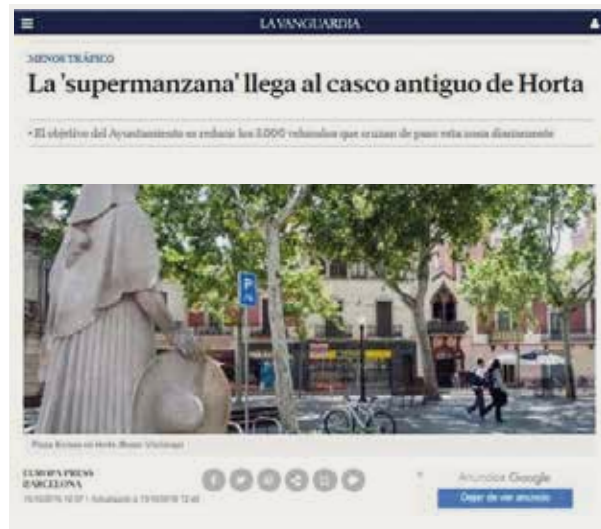 LA VANGUARDIA
MENOS TRÁFICO
La 'supermanzana' llega al casco antiguo de Horta
• El objetivo del Ayuntamiento es reducir los 3.000 vehículos que cruzan de paso esta zona diariamente
P
EUROPA PRESS
BARCELONA
Anuncios Google
Dejar de ver anuncio